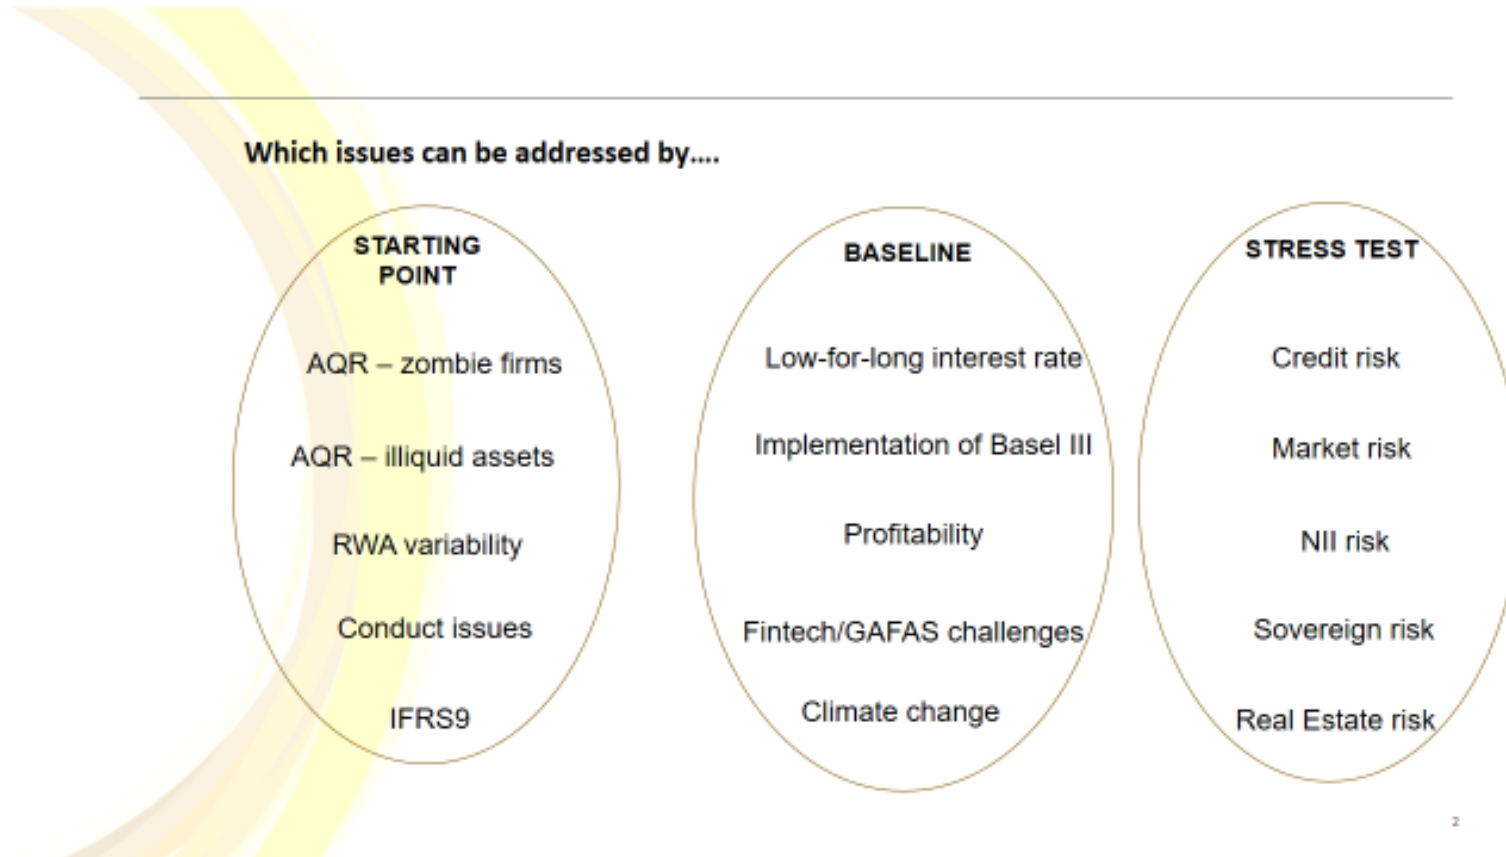 Which issues can be addressed by....
STARTING
POINT
AQR – zombie firms
AQR – illiquid assets
RWA variability
Conduct issues
IFRS9
BASELINE
Low-for-long interest rate
Implementation of Basel III
Profitability
Fintech/GAFAS challenges
Climate change
STRESS TEST
Credit risk
Market risk
NII risk
Sovereign risk
Real Estate risk
2